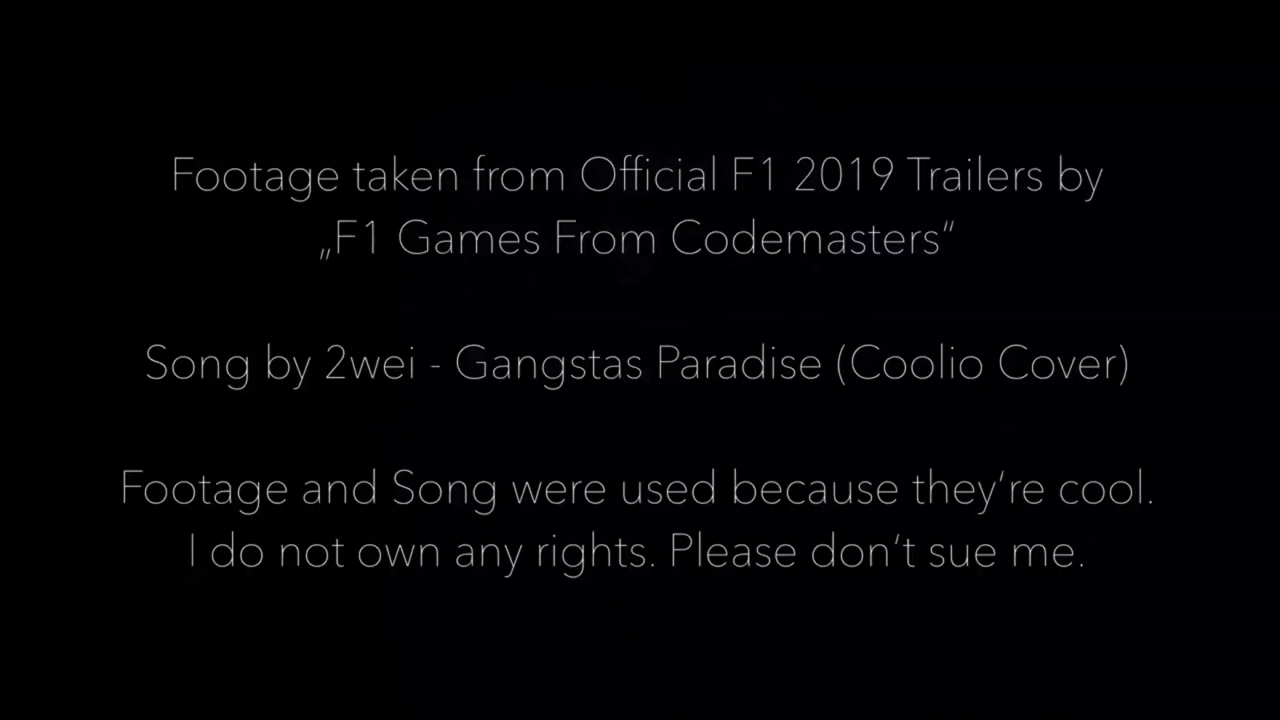 Footage taken from Official F1 2019 Trailers by
„F1 Games From Codemasters“
Song by 2wei - Gangstas Paradise (Coolio Cover)
Footage and Song were used because they‘re cool.
I do not own any rights. Please don‘t sue me.